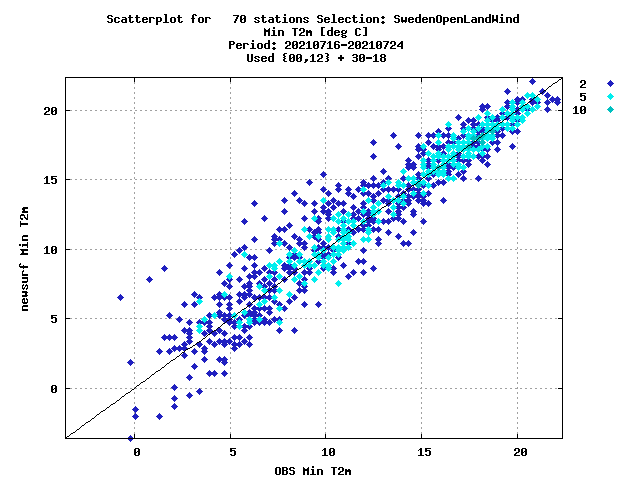 Scatterplot for   70 stations Selection: SwedenOpenLandWind
Min T2m [deg C]
Period: 20210716-20210724
Used {00,12} + 30-18
2
5
10
20
15
10
5
0
newsurf Min T2m
0 5 10 15 20
OBS Min T2m